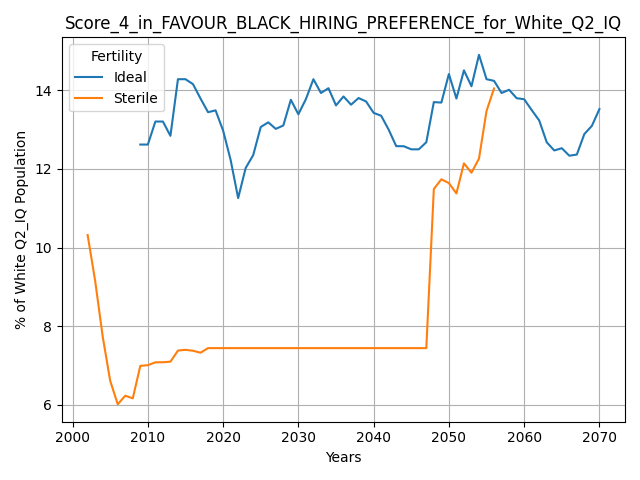 Score_4_in_FAVOUR_BLACK_HIRING_PREFERENCE_for_White_Q2_IQ
Fertility
Ideal
Sterile
% of White Q2_IQ Population
14
12
10
8
6
2000 2010 2020 2030 2040 2050 2060 2070
Years